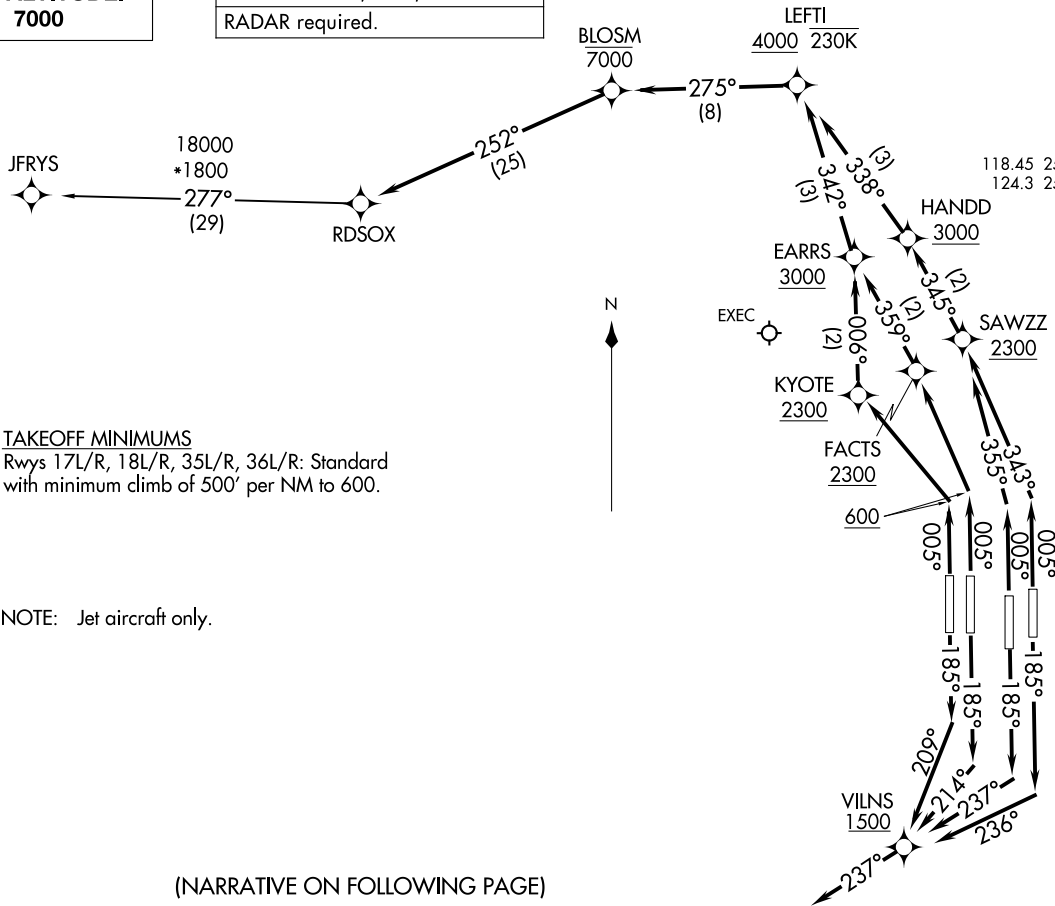 7000
RADAR required.
LEFTI
4000 230K
BLOSM
7000
275°
(8)
252°
(25)
18000
*1800
277°
(29)
JFRYS
RDSOX
342°
(3)
338°
(3)
118.45
124.3
HANDD
3000
EARRS
3000
345°
(2)
359°
(2)
006°
(2)
N
EXEC
SAWZZ
2300
KYOTE
2300
FACTS
2300
355°
343°
600
005°
005°
005°
005°
TAKEOFF MINIMUMS
Rwys 17L/R, 18L/R, 35L/R, 36L/R: Standard
with minimum climb of 500' per NM to 600.
NOTE: Jet aircraft only.
185°
185°
185°
185°
209°
214°
237°
236°
VILNS
1500
237°
(NARRATIVE ON FOLLOWING PAGE)